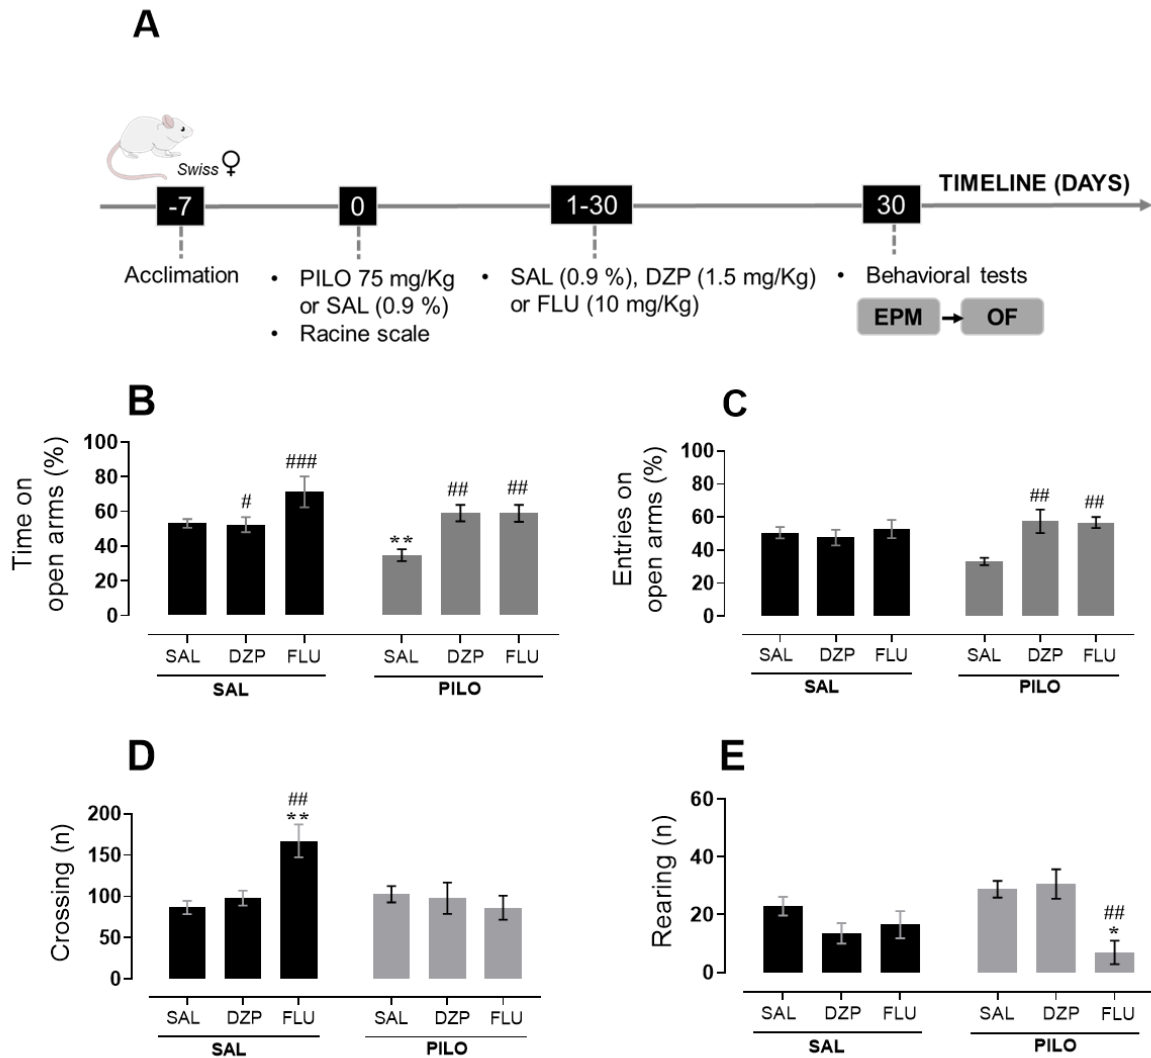 A
Swiss♀
TIMELINE (DAYS)
-7
0
1-30
30
Acclimation
• PILO 75 mg/Kg
or SAL (0.9 %)
• Racine scale
• SAL (0.9 %), DZP (1.5 mg/Kg)
or FLU (10 mg/Kg)
• Behavioral tests
EPM
OF
B
Time on
open arms (%)
100
80
60
40
20
0
#
###
**
##
##
SAL DZP FLU SAL DZP FLU
SAL PILO
C
Entries on
open arms (%)
100
80
60
40
20
0
##
##
SAL DZP FLU SAL DZP FLU
SAL PILO
D
Crossing (n)
200
150
100
50
0
##
**
SAL DZP FLU SAL DZP FLU
SAL PILO
E
Rearing (n)
60
40
20
0
##
*
SAL DZP FLU SAL DZP FLU
SAL PILO